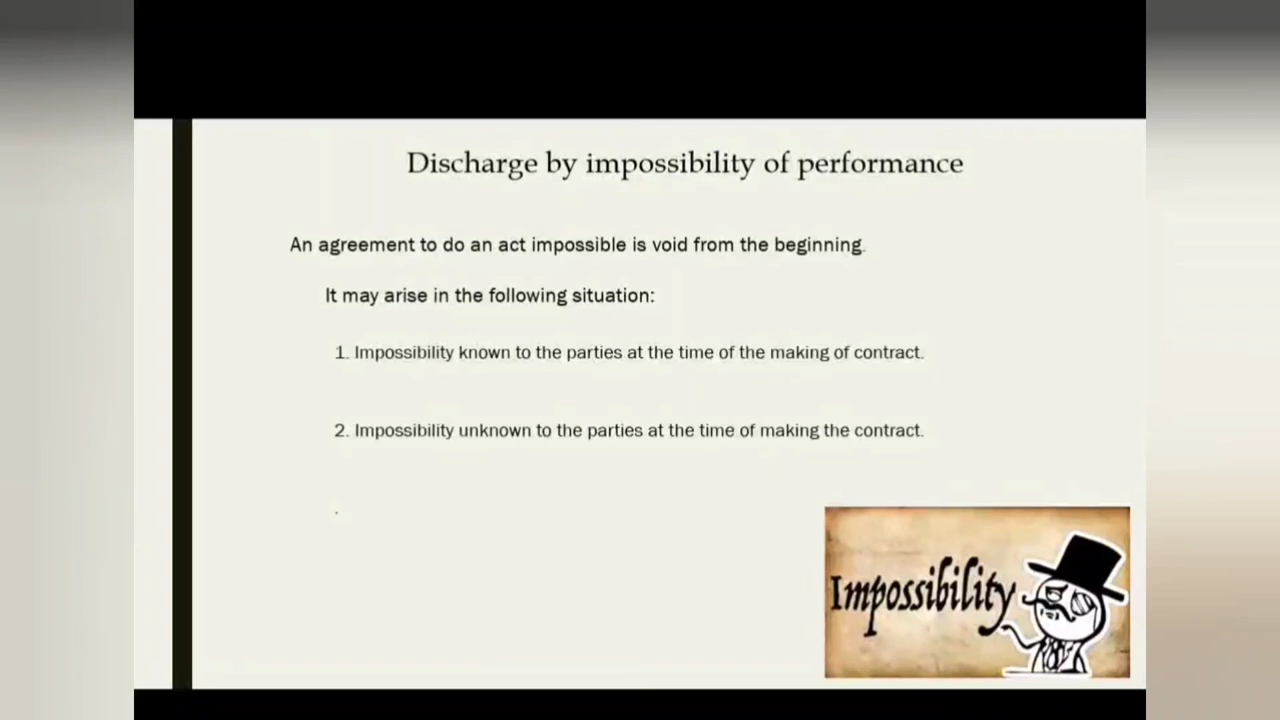 Discharge by impossibility of performance
An agreement to do an act impossible is void from the beginning.
It may arise in the following situation:
1. Impossibility known to the parties at the time of the making of contract.
2. Impossibility unknown to the parties at the time of making the contract.
.
Impossibility